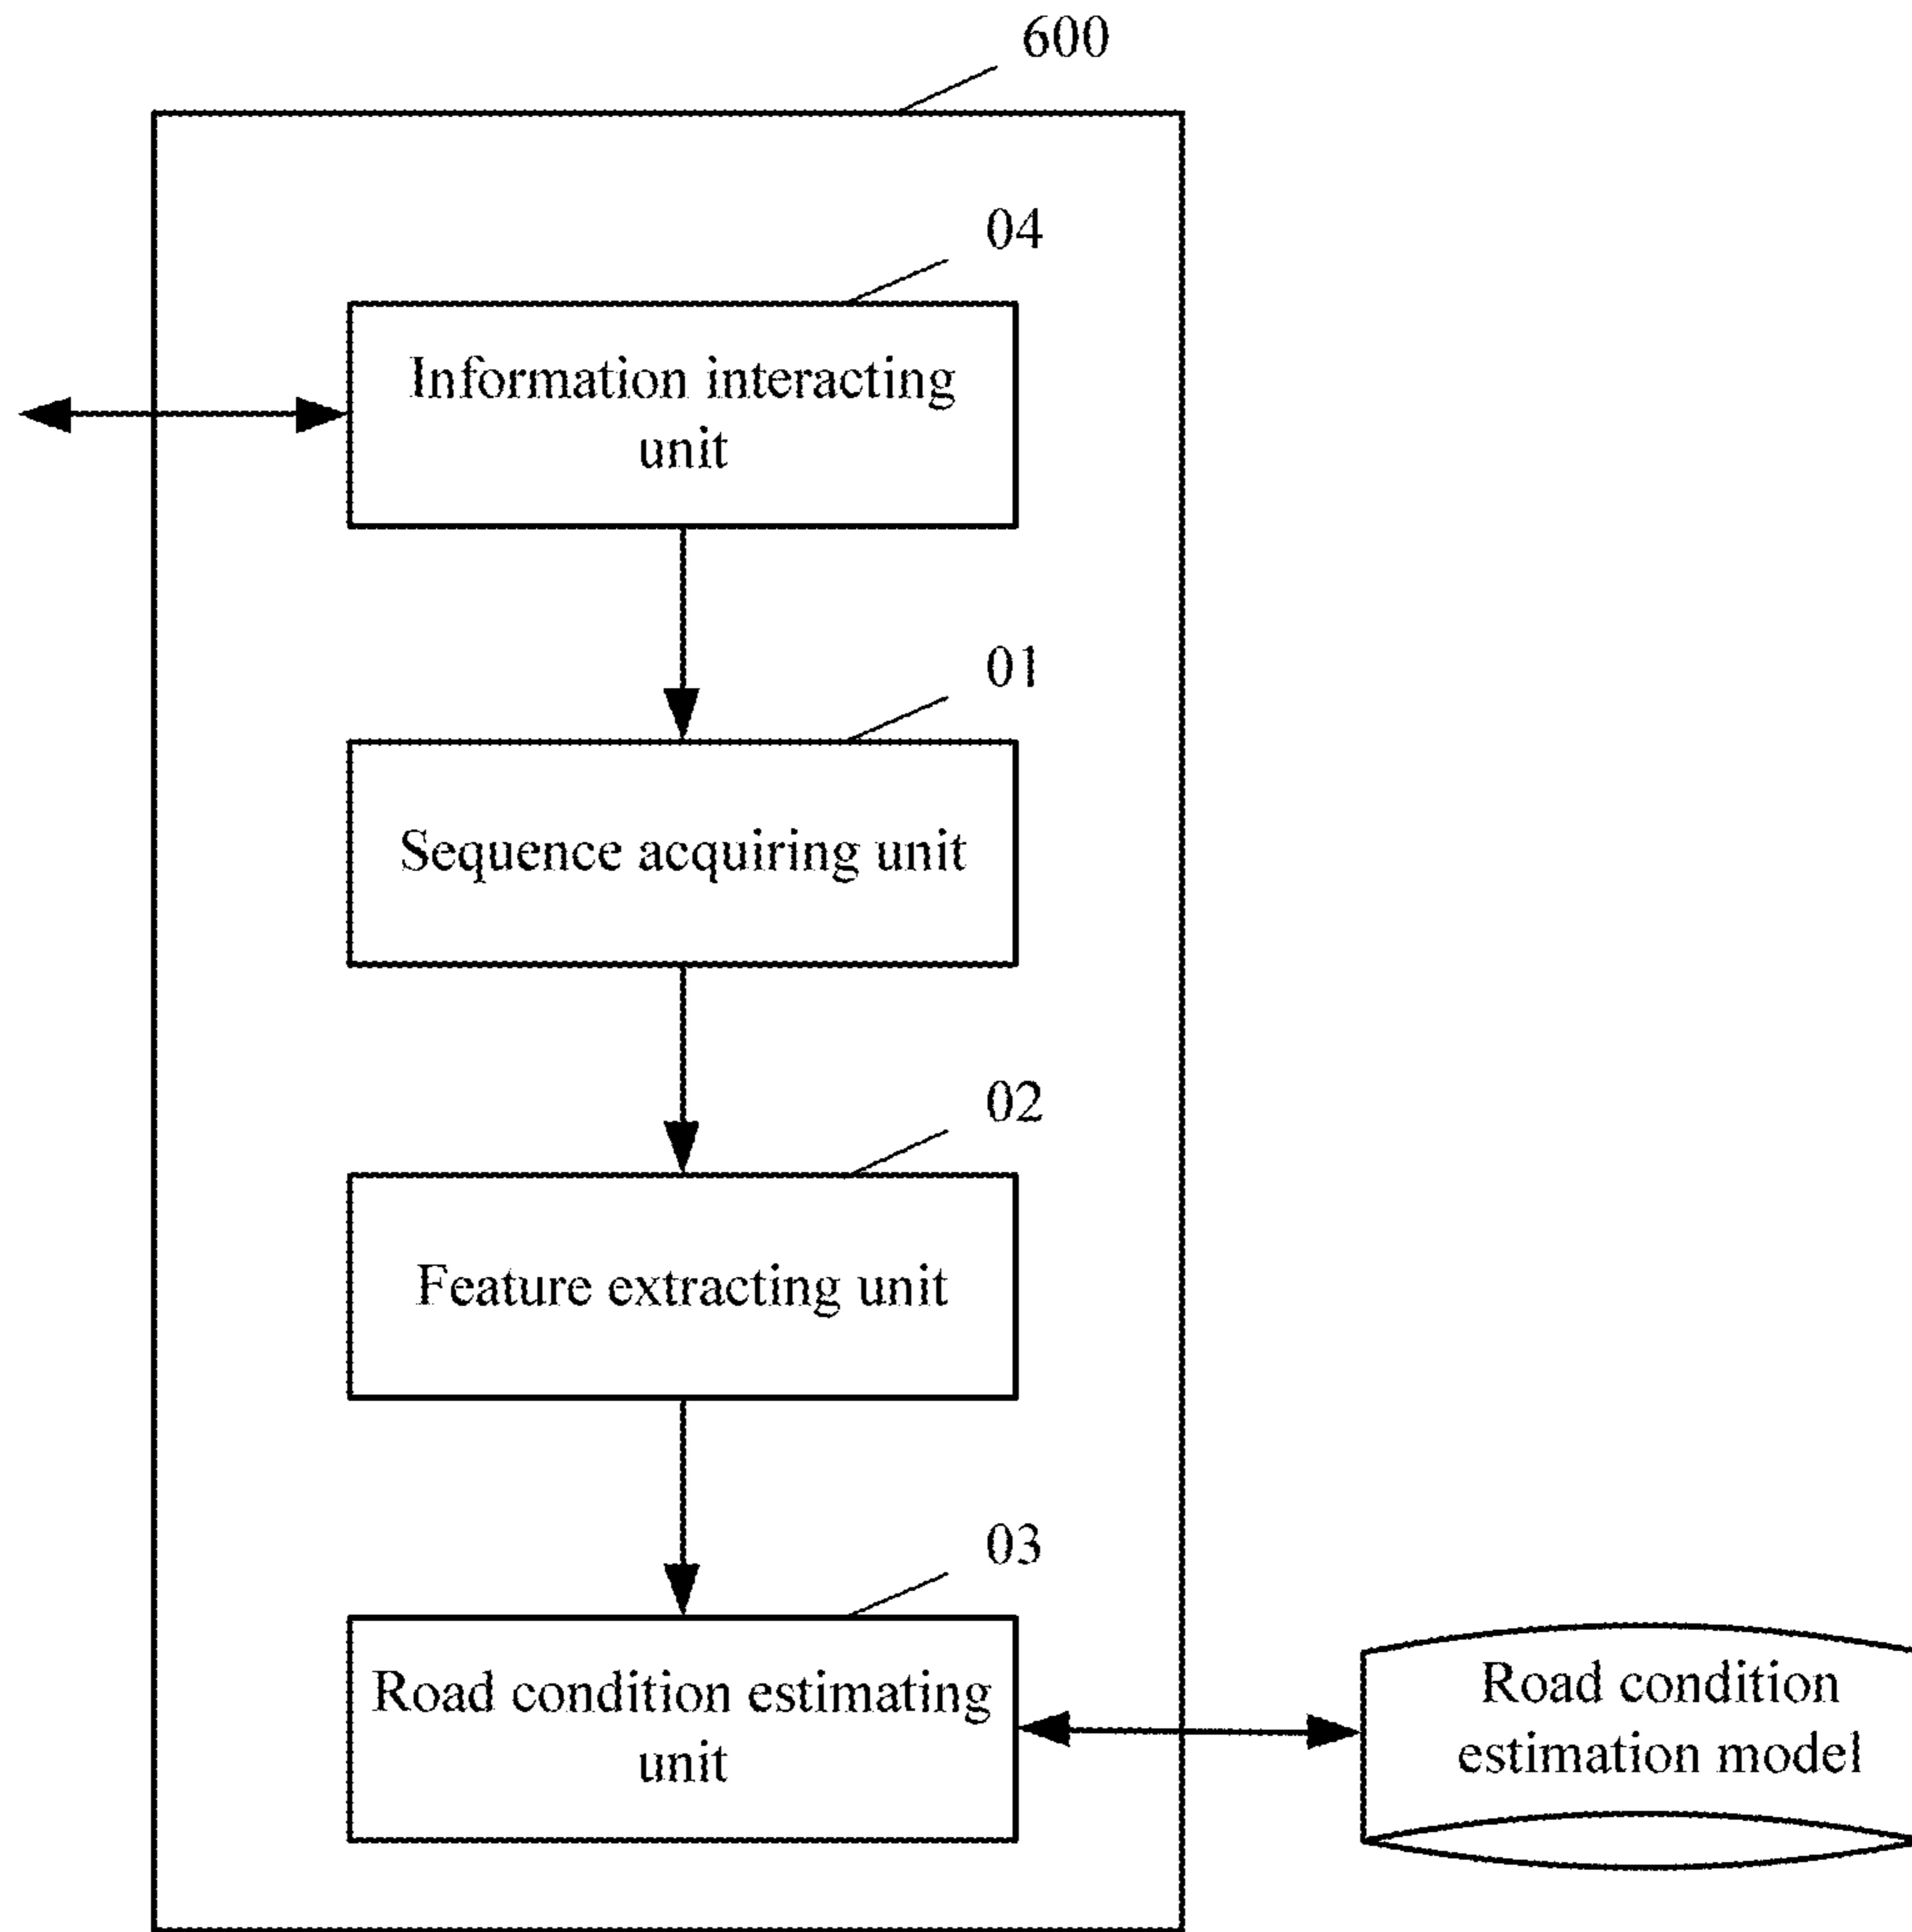 600
04
Information interacting
unit
01
Sequence acquiring unit
02
Feature extracting unit
03
Road condition estimating
unit
Road condition
estimation model